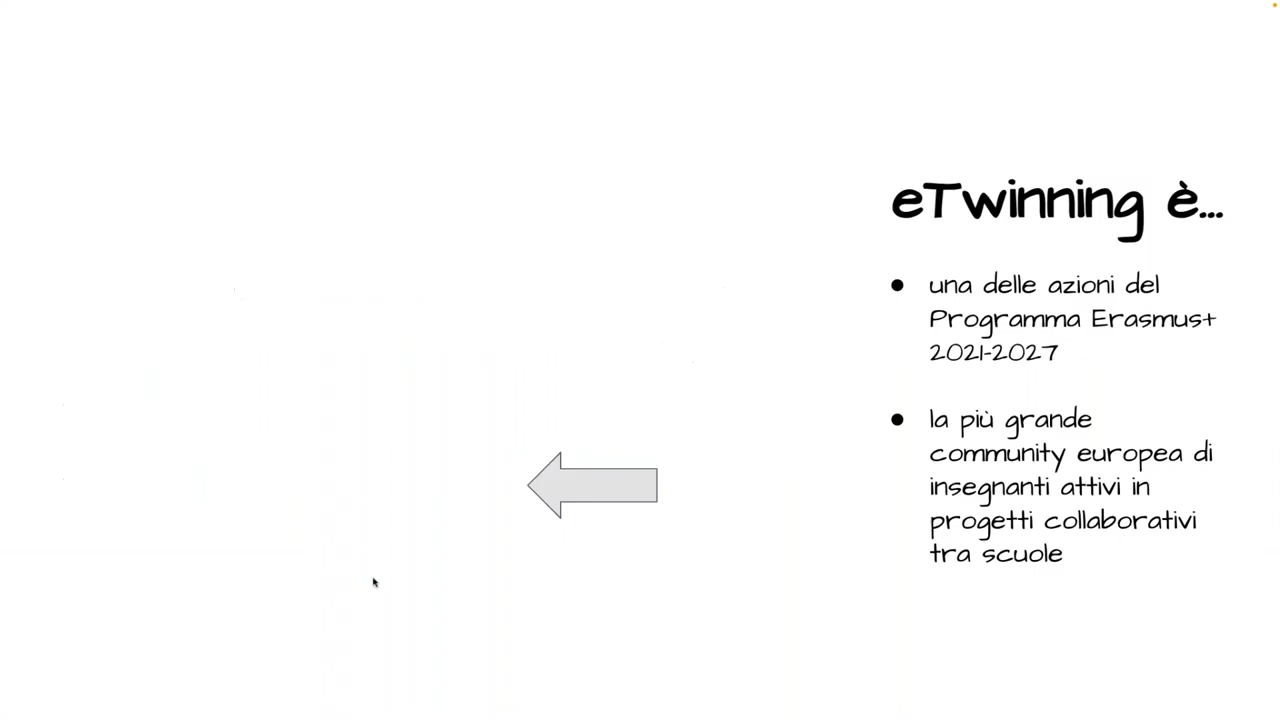 eTwinning è...
● una delle azioni del
Programma Erasmus+
2021-2027
● la più grande
community europea di
insegnanti attivi in
progetti collaborativi
tra scuole